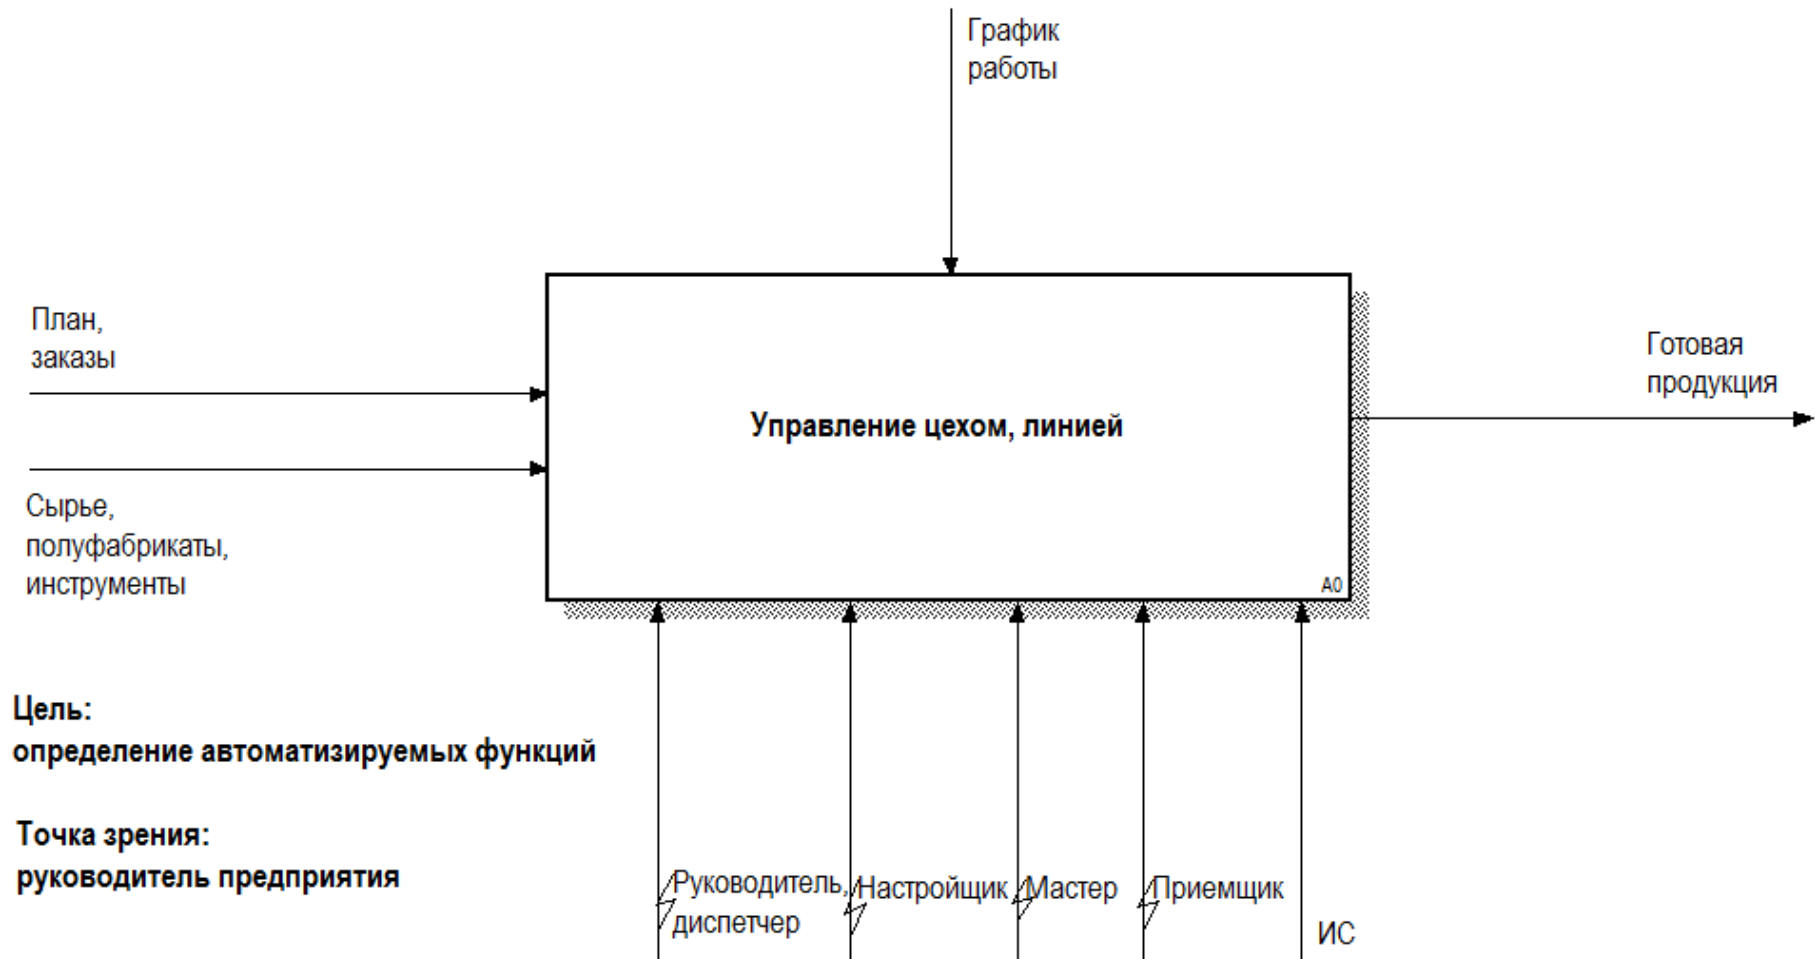 График
работы
План,
заказы
Готовая
продукция
Управление цехом, линией
Сырье,
полуфабрикаты,
инструменты
A0
Цель:
определение автоматизируемых функций
Точка зрения:
руководитель предприятия
Руководитель,
диспетчер
Настройщик
Мастер
Приемщик
ИС